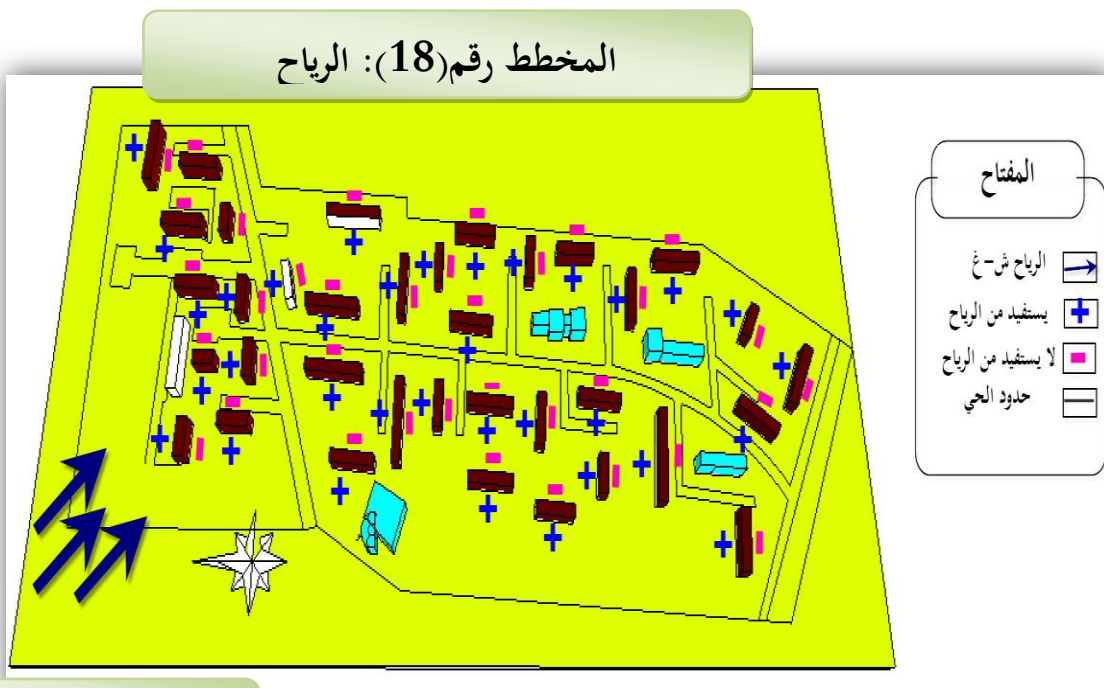 المخطط رقم(18): الرياح
المفتاح
الرياح ش-غ
يستفيد من الرياح
لا يستفيد من الرياح
حدود الحي